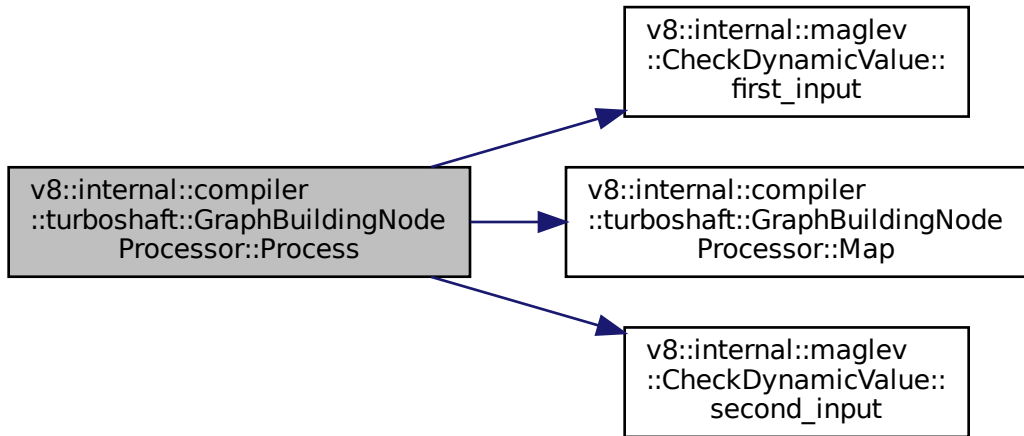 v8::internal::maglev
::CheckDynamicValue::
first_input
v8::internal::compiler
::turboshaft::GraphBuildingNode
Processor::Process
v8::internal::compiler
::turboshaft::GraphBuildingNode
Processor::Map
v8::internal::maglev
::CheckDynamicValue::
second_input